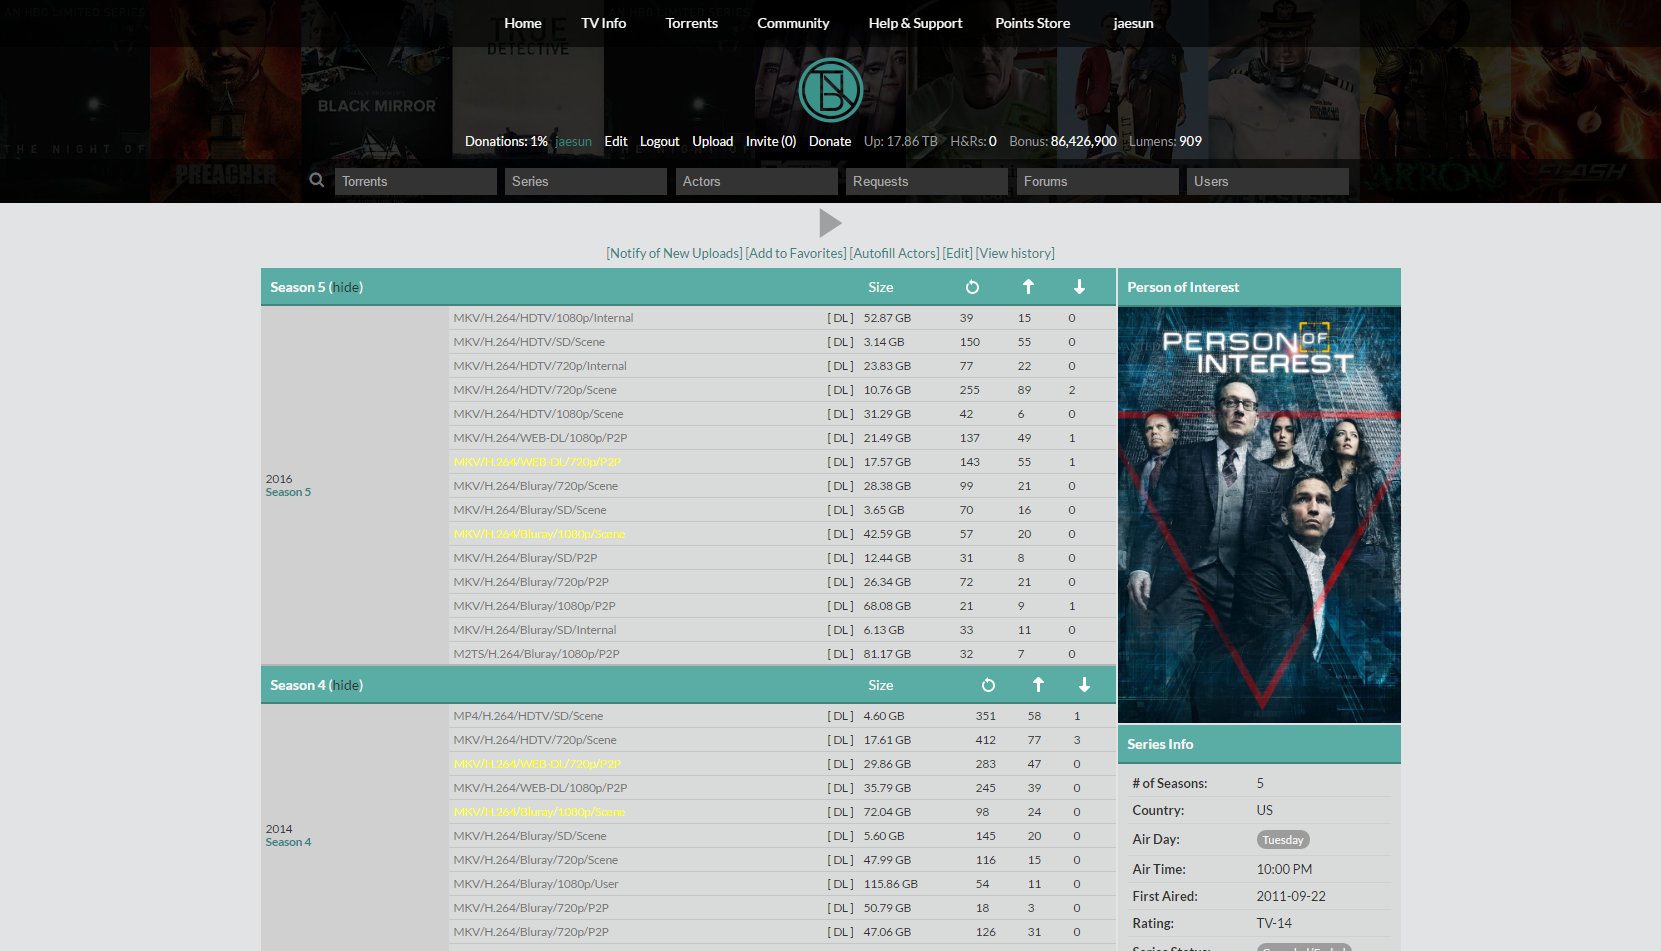 AN HBO LIMITED SERIES
Home TV Info Torrents Community Help & Support Points Store jaesun
TRUE
DETECTIVE
BLACK MIRROR
Donations: 1% jaesun Edit Logout Upload Invite (0) Donate Up: 17.86 TB H&Rs: 0 Bonus: 86,426,900 Lumens: 909
THE NIGHT OF
PREACHER
ARROW
FLASH
Torrents Series Actors Requests Forums Users
[Notify of New Uploads] [Add to Favorites] [Autofill Actors] [Edit] [View history]
Season 5 (hide) Size
MKV/H.264/HDTV/1080p/Internal [ DL ] 52.87 GB 39 15 0
MKV/H.264/HDTV/SD/Scene [ DL ] 3.14 GB 150 55 0
MKV/H.264/HDTV/720p/Internal [ DL ] 23.83 GB 77 22 0
MKV/H.264/HDTV/720p/Scene [ DL ] 10.76 GB 255 89 2
MKV/H.264/HDTV/1080p/Scene [ DL ] 31.29 GB 42 6 0
MKV/H.264/WEB-DL/1080p/P2P [ DL ] 21.49 GB 137 49 1
MKV/H.264/WEB-DL/720p/P2P [ DL ] 17.57 GB 143 55 1
2016
Season 5
MKV/H.264/Bluray/720p/Scene [ DL ] 28.38 GB 99 21 0
MKV/H.264/Bluray/SD/Scene [ DL ] 3.65 GB 70 16 0
MKV/H.264/Bluray/1080p/Scene [ DL ] 42.59 GB 57 20 0
MKV/H.264/Bluray/SD/P2P [ DL ] 12.44 GB 31 8 0
MKV/H.264/Bluray/720p/P2P [ DL ] 26.34 GB 72 21 0
MKV/H.264/Bluray/1080p/P2P [ DL ] 68.08 GB 21 9 1
MKV/H.264/Bluray/SD/Internal [ DL ] 6.13 GB 33 11 0
M2TS/H.264/Bluray/1080p/P2P [ DL ] 81.17 GB 32 7 0
Season 4 (hide) Size
MP4/H.264/HDTV/SD/Scene [ DL ] 4.60 GB 351 58 1
MKV/H.264/HDTV/720p/Scene [ DL ] 17.61 GB 412 77 3
MKV/H.264/WEB-DL/720p/P2P [ DL ] 29.86 GB 283 47 0
MKV/H.264/WEB-DL/1080p/P2P [ DL ] 35.79 GB 245 39 0
MKV/H.264/Bluray/1080p/Scene [ DL ] 72.04 GB 98 24 0
2014
Season 4
MKV/H.264/Bluray/SD/Scene [ DL ] 5.60 GB 145 20 0
MKV/H.264/Bluray/720p/Scene [ DL ] 47.99 GB 116 15 0
MKV/H.264/Bluray/1080p/User [ DL ] 115.86 GB 54 11 0
MKV/H.264/Bluray/720p/P2P [ DL ] 50.79 GB 18 3 0
MKV/H.264/Bluray/720p/P2P [ DL ] 47.06 GB 126 31 0
Person of Interest
PERSON OF
INTEREST
Series Info
# of Seasons: 5
Country: US
Air Day: Tuesday
Air Time: 10:00 PM
First Aired: 2011-09-22
Rating: TV-14
Series Status: Canceled/Ended